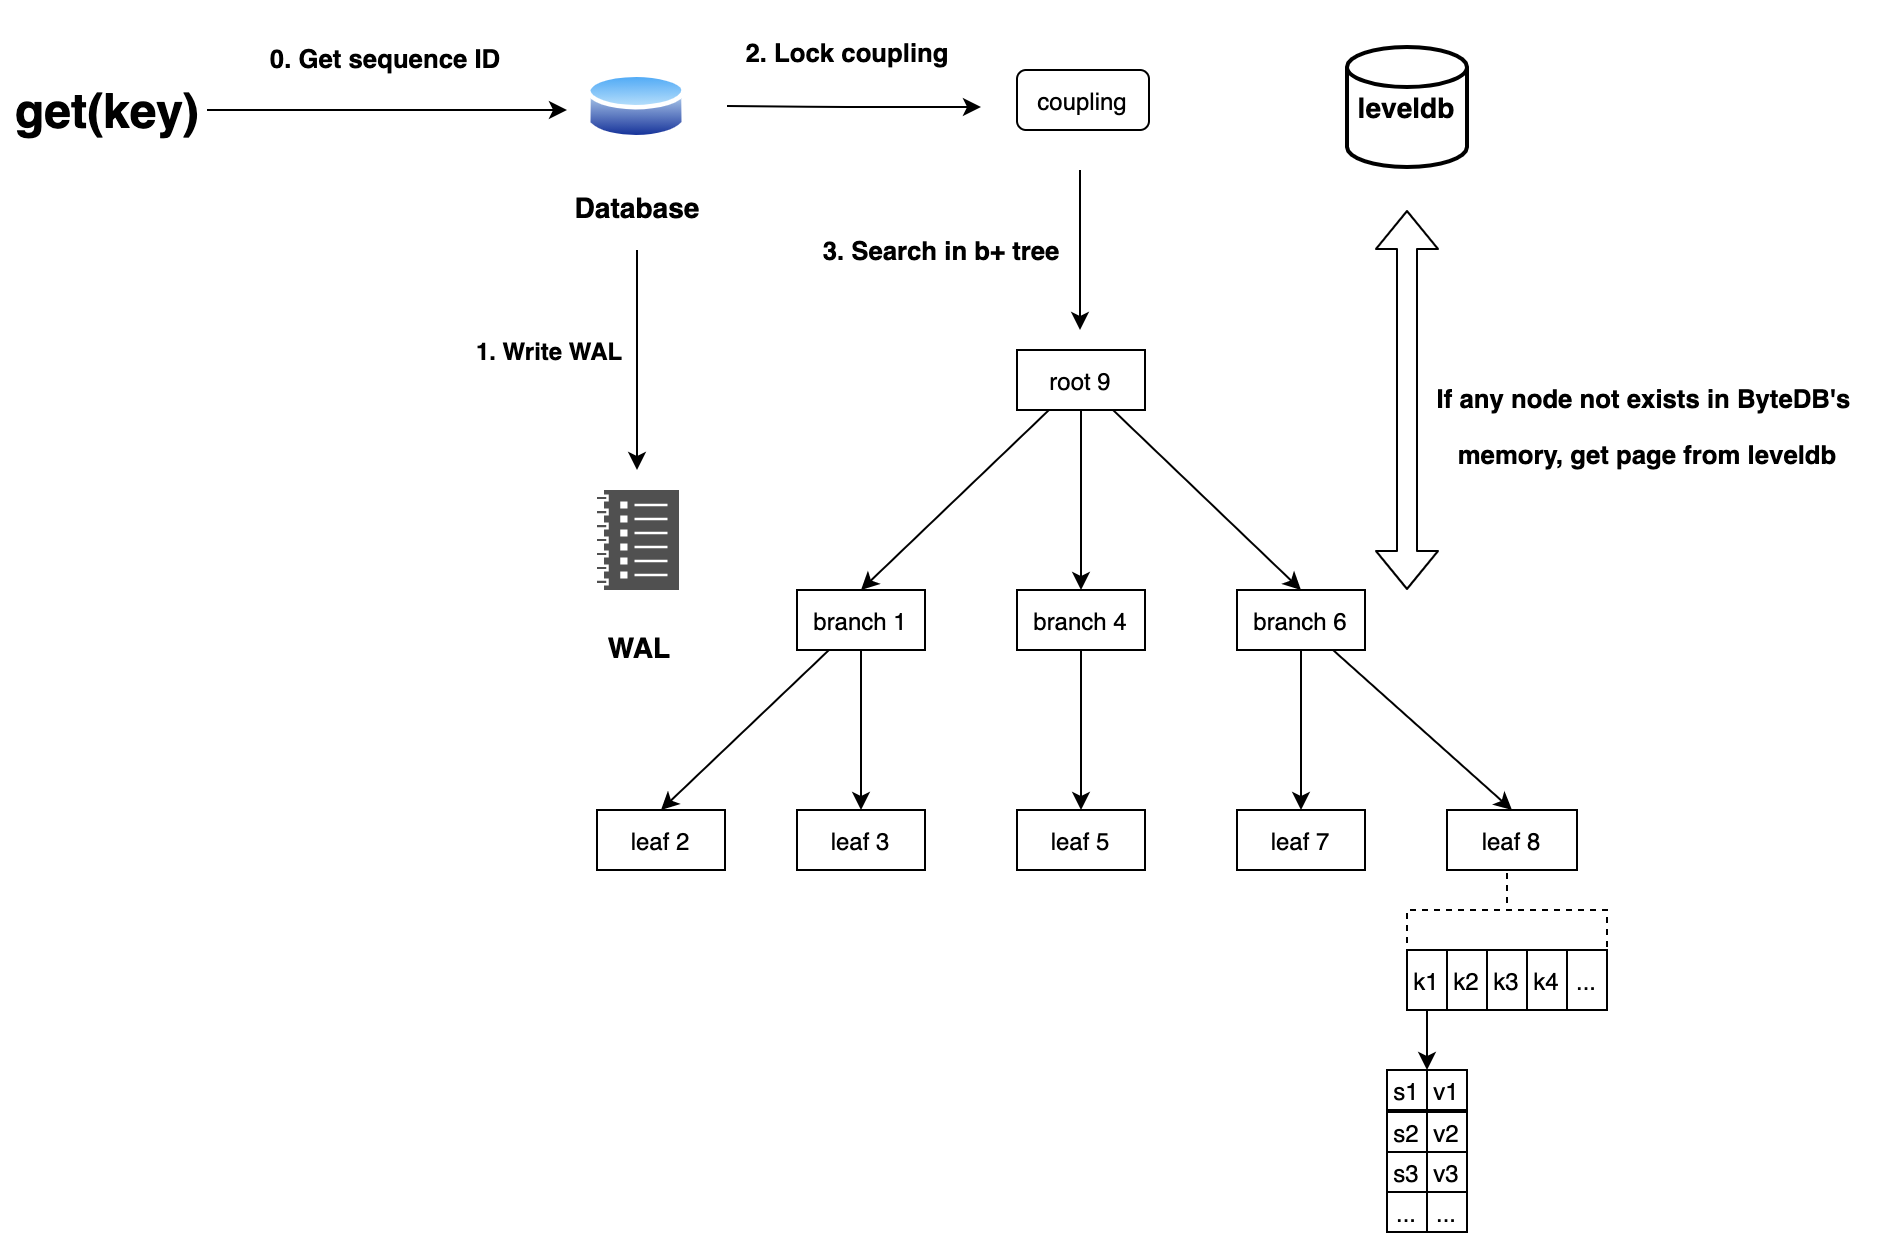 0. Get sequence ID
2. Lock coupling
get(key)
coupling
leveldb
Database
3. Search in b+ tree
1. Write WAL
root 9
If any node not exists in ByteDB's
memory, get page from leveldb
WAL
branch 1
branch 4
branch 6
leaf 2
leaf 3
leaf 5
leaf 7
leaf 8
k1 k2 k3 k4 ...
s1 v1
s2 v2
s3 v3
... ...